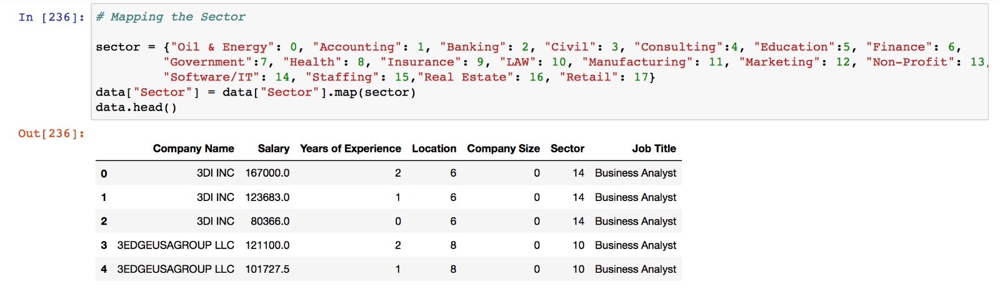 In [236]: # Mapping the Sector
sector = {"Oil & Energy": 0, "Accounting": 1, "Banking": 2, "Civil": 3, "Consulting":4, "Education":5, "Finance": 6,
"Government":7, "Health": 8, "Insurance": 9, "LAW": 10, "Manufacturing": 11, "Marketing": 12, "Non-Profit": 13,
"Software/IT": 14, "Staffing": 15,"Real Estate": 16, "Retail": 17}
data["Sector"] = data["Sector"].map(sector)
data.head()
Out[236]:
Company Name Salary Years of Experience Location Company Size Sector Job Title
0 3DI INC 167000.0 2 6 0 14 Business Analyst
1 3DI INC 123683.0 1 6 0 14 Business Analyst
2 3DI INC 80366.0 0 6 0 14 Business Analyst
3 3EDGEUSAGROUP LLC 121100.0 2 8 0 10 Business Analyst
4 3EDGEUSAGROUP LLC 101727.5 1 8 0 10 Business Analyst